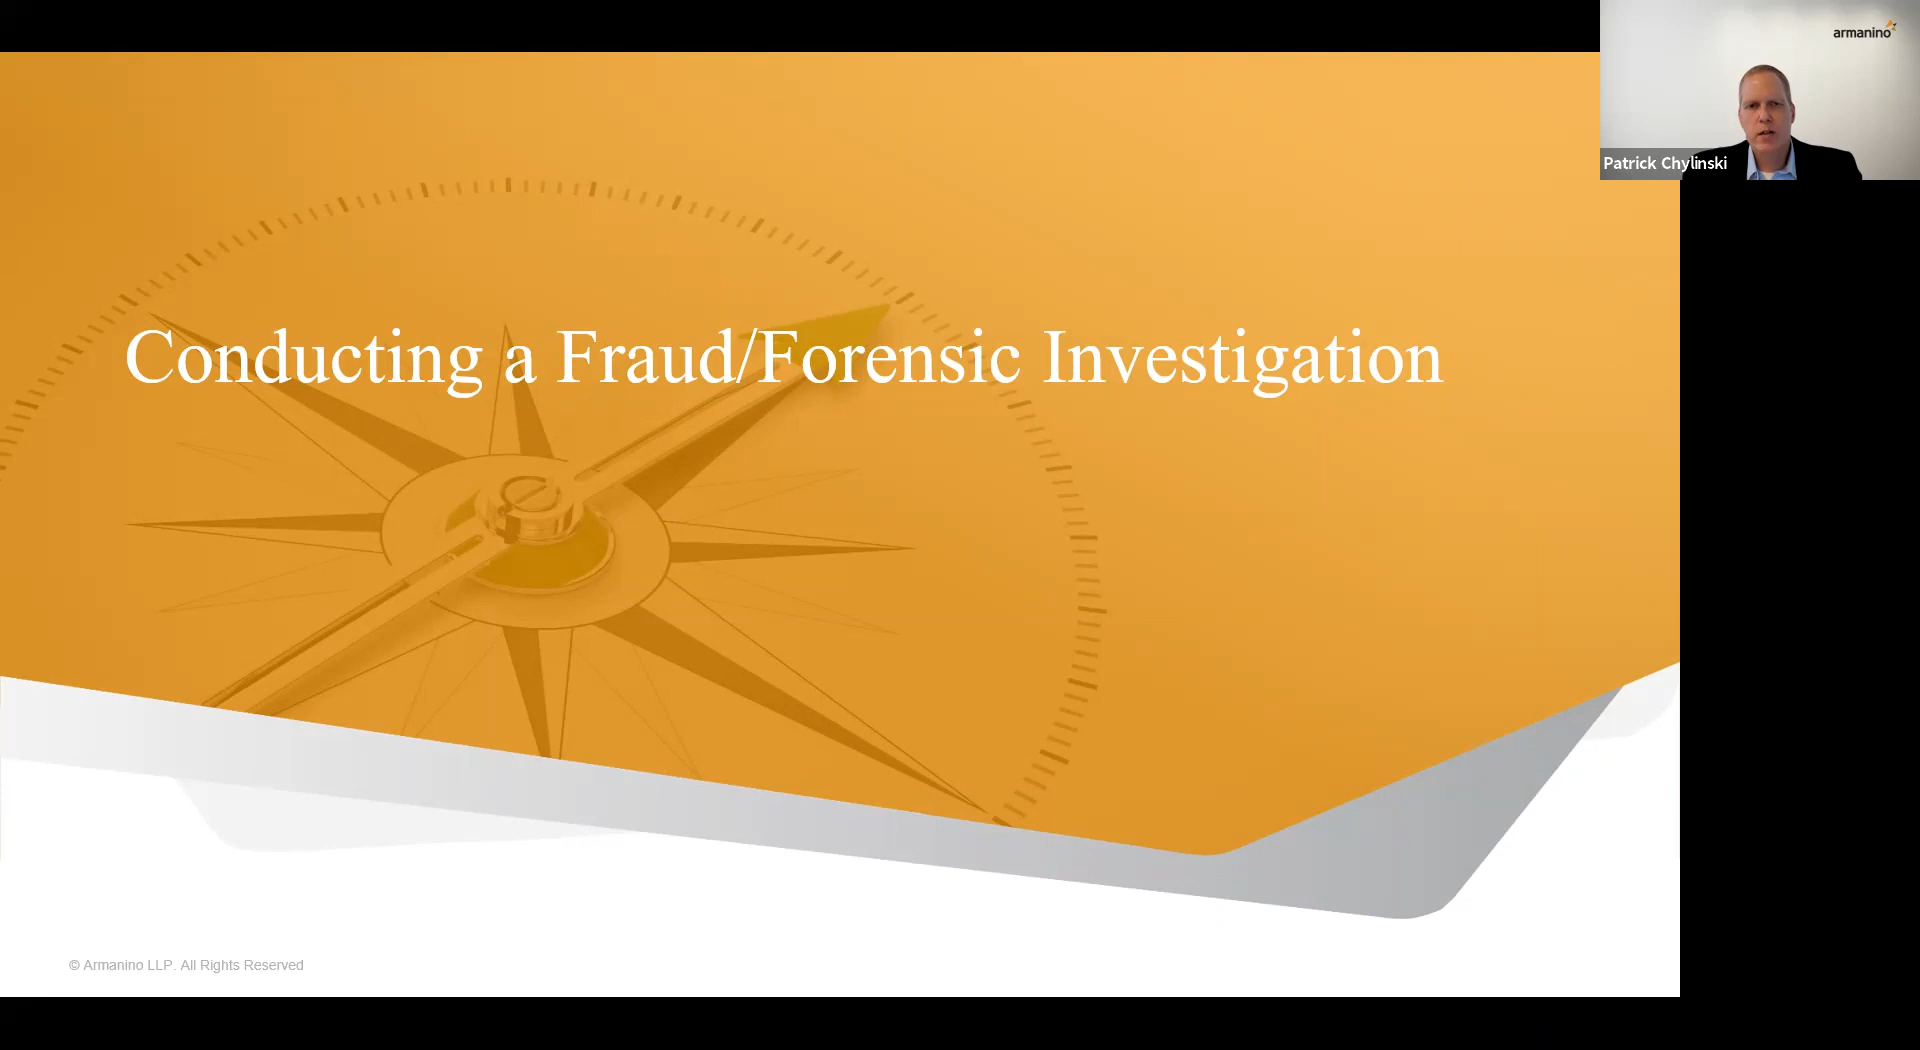 armanino
Patrick Chylinski
Conducting a Fraud/Forensic Investigation
© Armanino LLP. All Rights Reserved